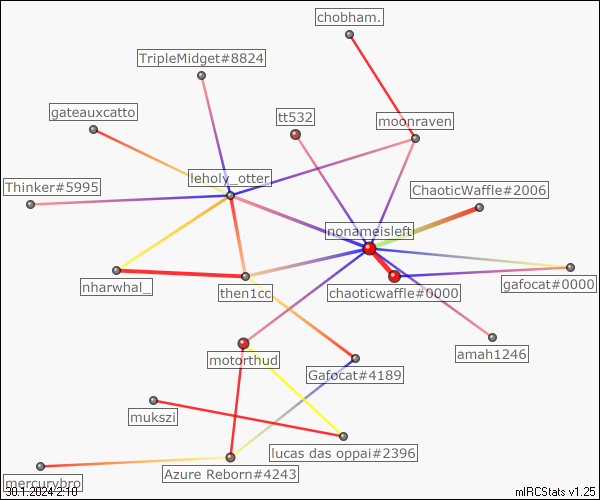 chobham.
TripleMidget#8824
gateauxcatto
tt532
moonraven
leholy_otter
Thinker#5995
ChaoticWaffle#2006
nonameisleft
nharwhal_
then1cc
chaoticwaffle#0000
gafocat#0000
motorthud
amah1246
Gafocat#4189
mukszi
lucas das oppai#2396
Azure Reborn#4243
mercurybro
30.1.2024 2:10
mIRCStats v1.25